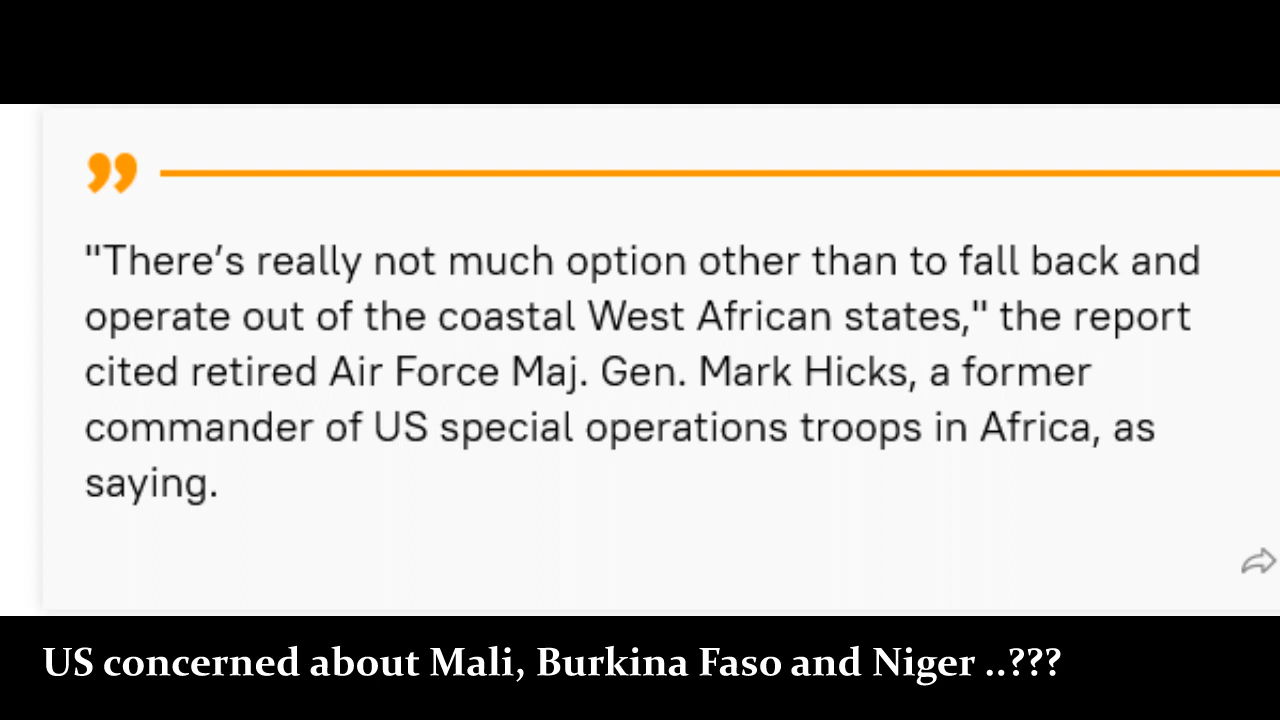 "There’s really not much option other than to fall back and
operate out of the coastal West African states," the report
cited retired Air Force Maj. Gen. Mark Hicks, a former
commander of US special operations troops in Africa, as
saying.
US concerned about Mali, Burkina Faso and Niger ..???